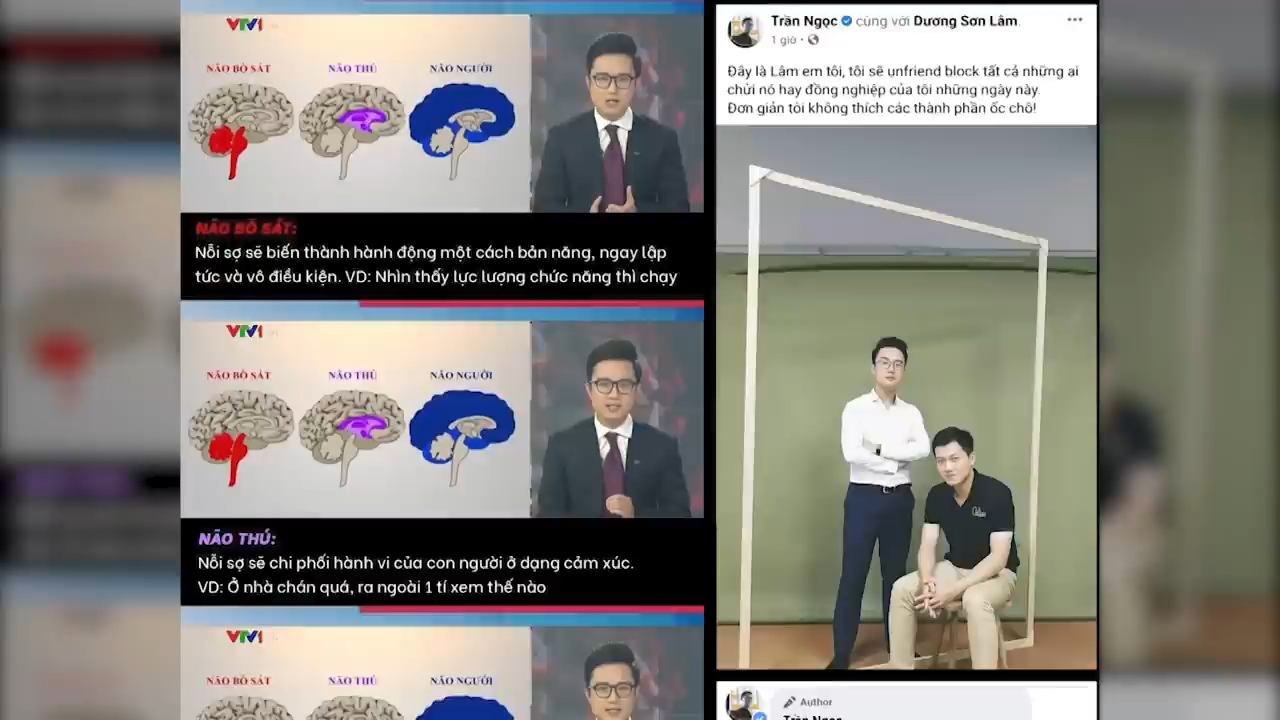 VTV1
NÃO BÒ SÁT
NÃO THÚ
NÃO NGƯỜI
NÃO BÒ SÁT:
Nỗi sợ sẽ biến thành hành động một cách bản năng, ngay lập
tức và vô điều kiện. VD: Nhìn thấy lực lượng chức năng thì chạy
VTV1
NÃO BÒ SÁT
NÃO THÚ
NÃO NGƯỜI
NÃO THÚ:
Nỗi sợ sẽ chi phối hành vi của con người ở dạng cảm xúc.
VD: Ở nhà chán quá, ra ngoài 1 tí xem thế nào
VTV1
NÃO BÒ SÁT
NÃO THÚ
NÃO NGƯỜI
Trần Ngọc cùng với Dương Sơn Lâm.
1 giờ
Đây là Lâm em tôi, tôi sẽ unfriend block tất cả những ai
chửi nó hay đồng nghiệp của tôi những ngày này.
Đơn giản tôi không thích các thành phần óc chó!
Author
Trần Ngọc